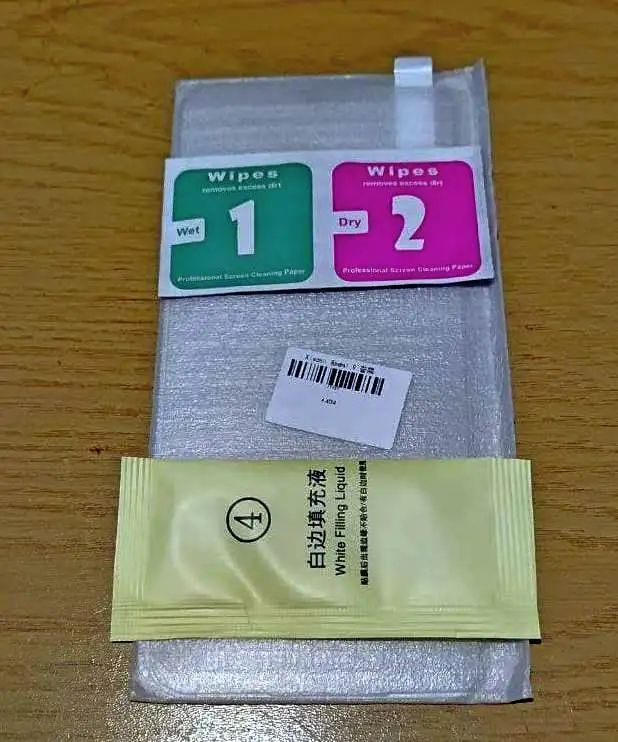 Wipes
removes excess dirt
Wet
1
Professional Screen Cleaning Paper
Wipes
removes excess dirt
Dry
2
Professional Screen Cleaning Paper
④
白边填充液
White Filling Liquid